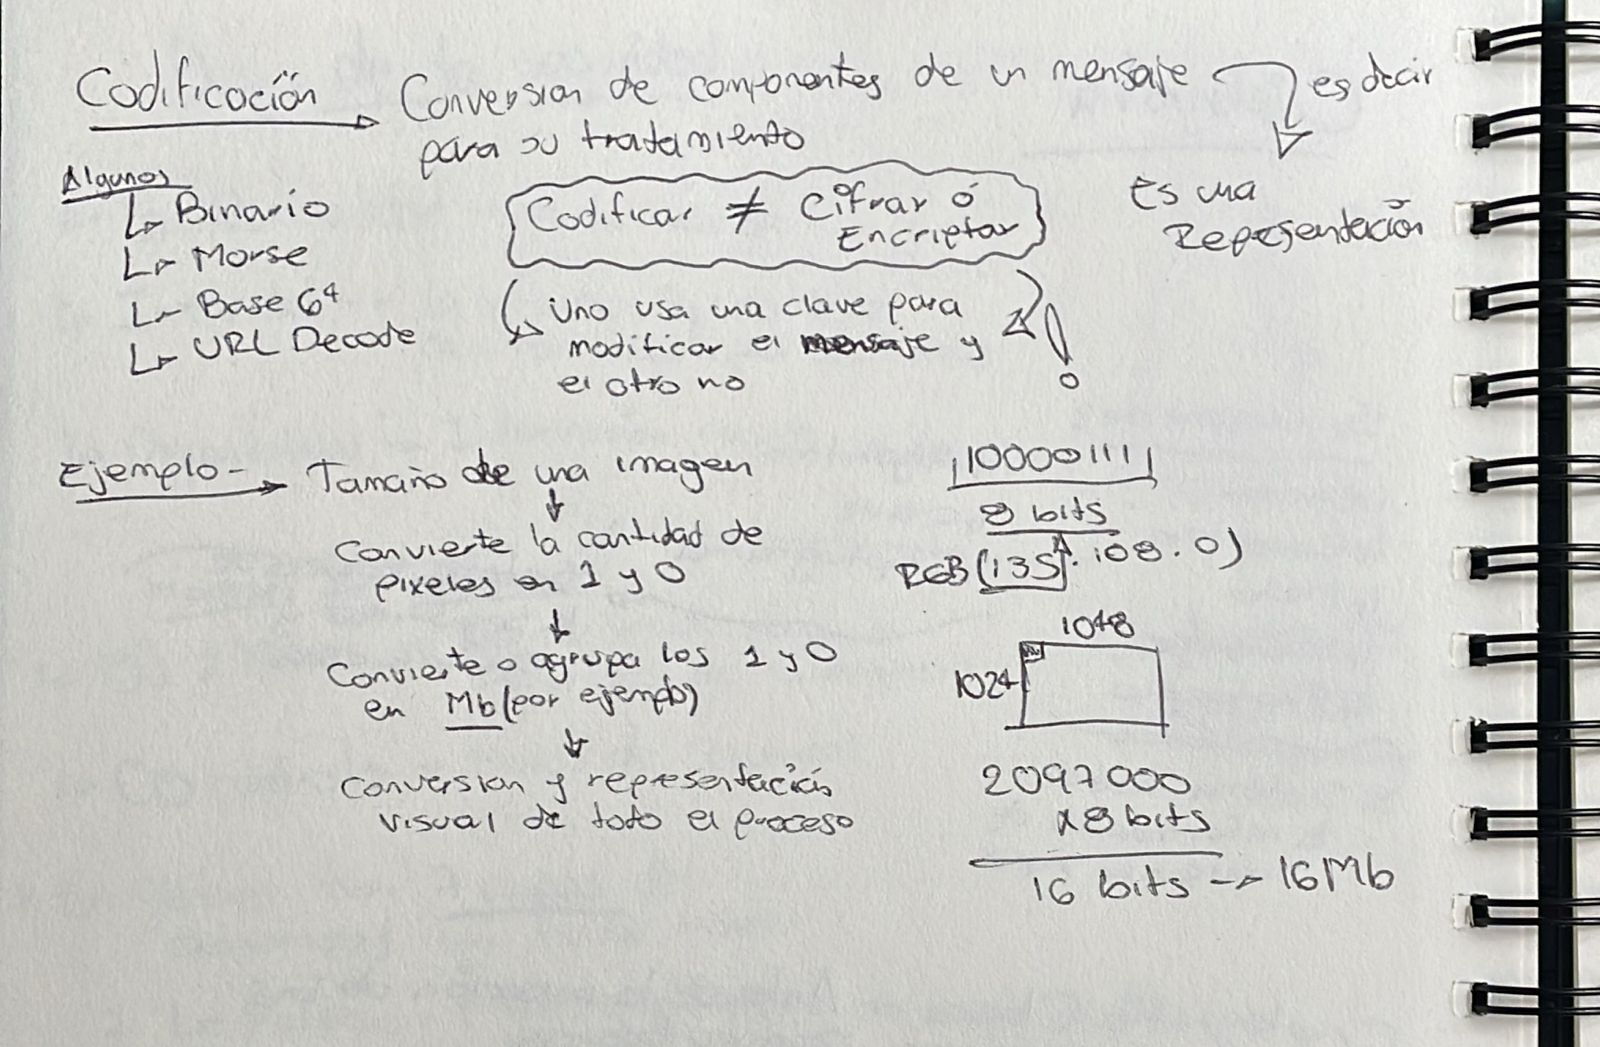 Codificación
Conversion de componentes de un mensaje
es decir
para su tratamiento
Es una
Representación
Algunos
Binario
Morse
Base 64
URL Decode
Codificar ≠ Cifrar ó
Encriptar
Uno usa una clave para
modificar el mensaje y
el otro no
!
Ejemplo - Tamaño de una imagen
↓
Convierte la cantidad de
pixeles en 1 y 0
↓
Convierte o agrupa los 1 y 0
en Mb (por ejemplo)
↓
Conversion y representación
visual de todo el proceso
10000111
8 bits
RGB (135. 108. 0)
1048
1024
2097000
x8 bits
16 bits → 16Mb